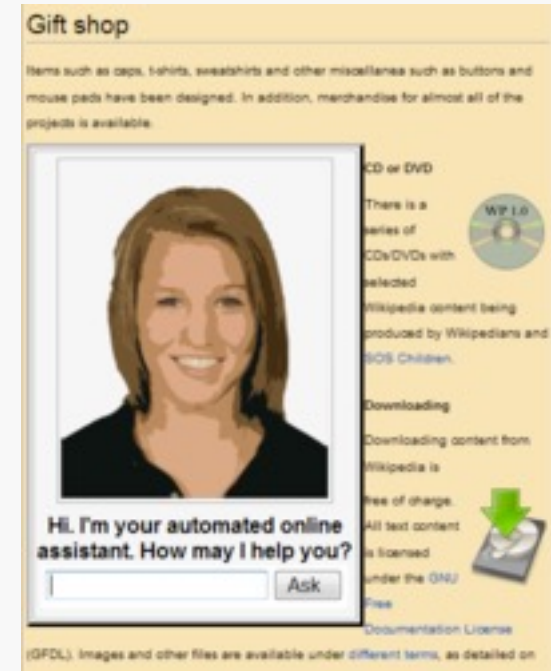 Gift shop
Items such as caps, t-shirts, sweatshirts and other miscellanea such as buttons and
mouse pads have been designed. In addition, merchandise for almost all of the
projects is available.
Hi. I'm your automated online
assistant. How may I help you?
Ask
CD or DVD
There is a
series of
CDs/DVDs with
selected
Wikipedia content being
produced by Wikipedians and
SOS Children.
WP 1.0
Downloading
Downloading content from
Wikipedia is
free of charge.
All text content
is licensed
under the GNU
Free
Documentation License
(GFDL). Images and other files are available under different terms, as detailed on